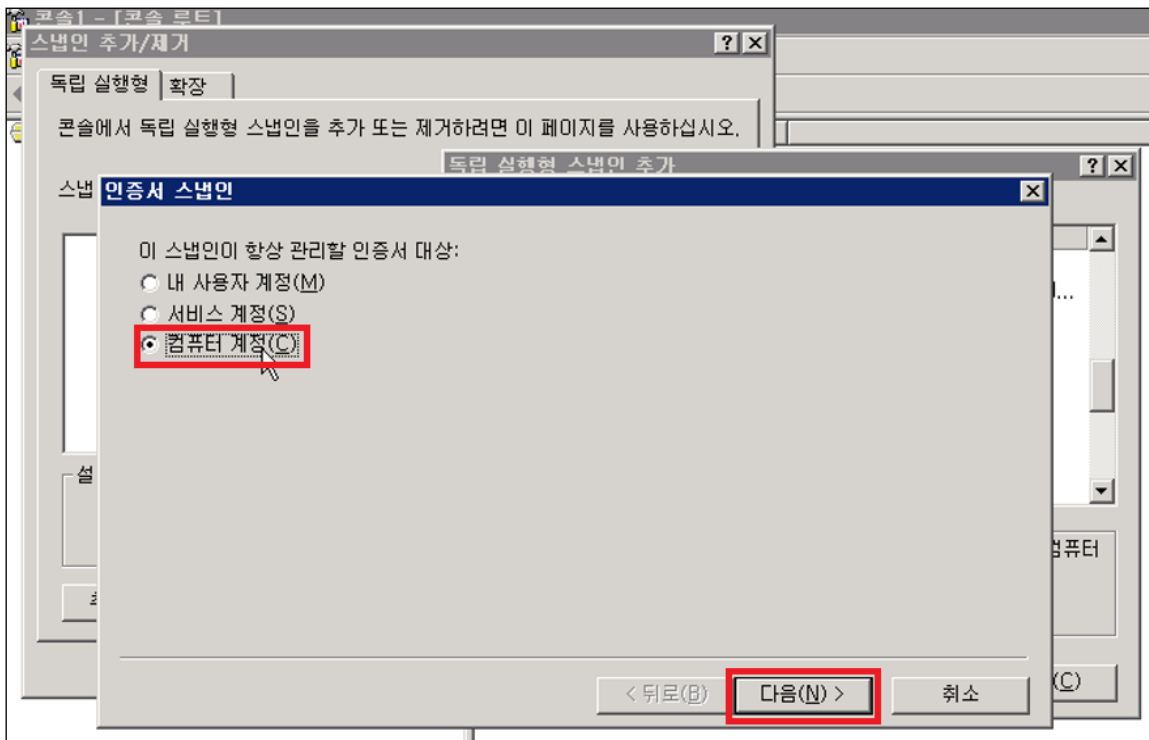 콘솔1 - [콘솔 루트]
스냅인 추가/제거
독립 실행형
확장
콘솔에서 독립 실행형 스냅인을 추가 또는 제거하려면 이 페이지를 사용하십시오.
독립 실행형 스냅인 추가
스냅
인증서 스냅인
이 스냅인이 항상 관리할 인증서 대상:
내 사용자 계정(M)
서비스 계정(S)
컴퓨터 계정(C)
설
컴퓨터
< 뒤로(B)
다음(N) >
취소
(C)